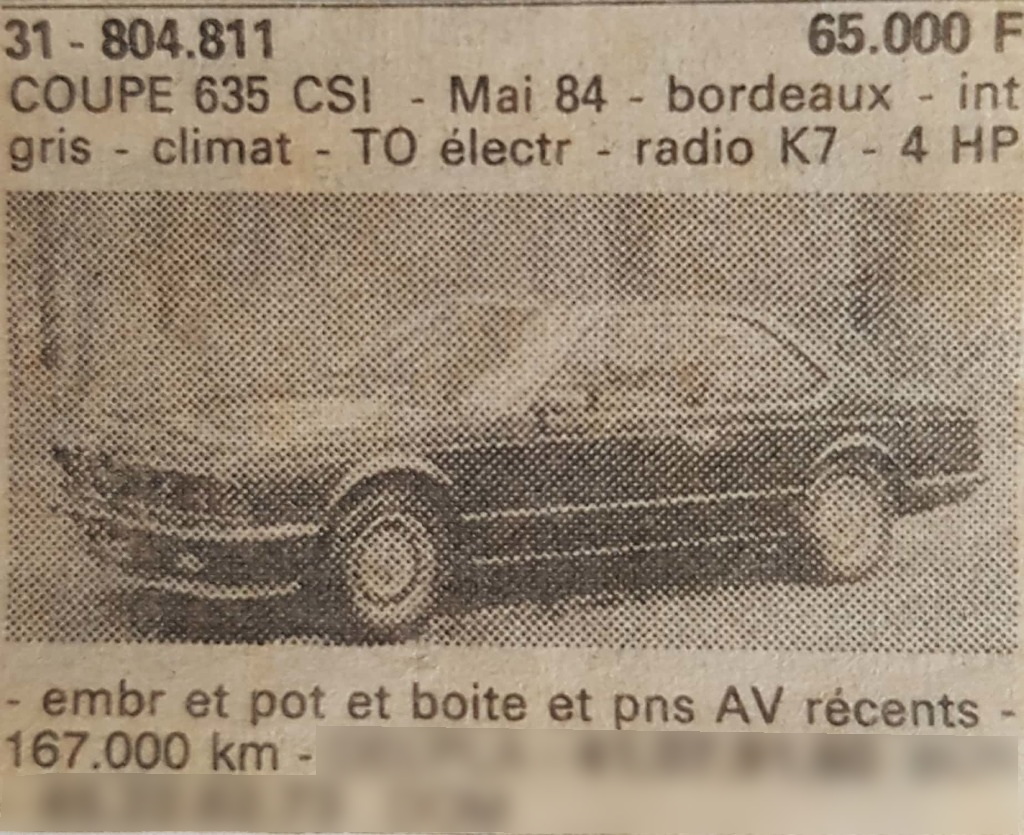 31 - 804.811 65.000 F
COUPE 635 CSI - Mai 84 - bordeaux - int
gris - climat - TO électr - radio K7 - 4 HP
- embr et pot et boite et pns AV récents -
167.000 km -